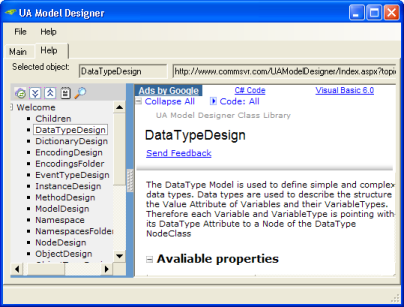 UA Model Designer
File Help
Main Help
Selected object: DataTypeDesign http://www.commsvr.com/UAModelDesigner/Index.aspx?topi
Welcome
Children
DataTypeDesign
DictionaryDesign
EncodingDesign
EncodingsFolder
EventTypeDesign
InstanceDesign
MethodDesign
ModelDesign
Namespace
NamespacesFolder
NodeDesign
ObjectDesign
Ads by Google C# Code Visual Basic 6.0
Collapse All Code: All
UA Model Designer Class Library
DataTypeDesign
Send Feedback
The DataType Model is used to define simple and complex
data types. Data types are used to describe the structure
the Value Attribute of Variables and their VariableTypes.
Therefore each Variable and VariableType is pointing with
its DataType Attribute to a Node of the DataType
NodeClass
Avaliable properties